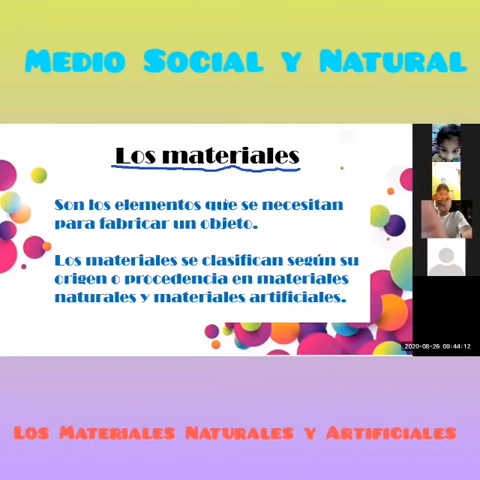 Medio Social y Natural
Los materiales
Son los elementos que se necesitan
para fabricar un objeto.
Los materiales se clasifican según su
origen o procedencia en materiales
naturales y materiales artificiales.
2020-08-26 09:44:12
Los Materiales Naturales y Artificiales